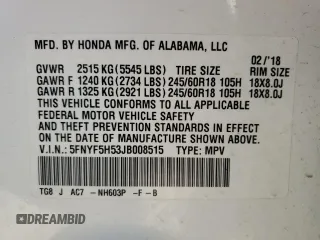 MFD. BY HONDA MFG. OF ALABAMA, LLC
02/'18
GVWR 2515 KG (5545 LBS) TIRE SIZE RIM SIZE
GAWR F 1240 KG (2734 LBS) 245/60R18 105H 18X8.0J
GAWR R 1325 KG (2921 LBS) 245/60R18 105H 18X8.0J
THIS VEHICLE CONFORMS TO ALL APPLICABLE
FEDERAL MOTOR VEHICLE SAFETY STANDARDS IN
EFFECT ON THE DATE OF MANUFACTURE SHOWN ABOVE.
V.I.N.: 5FNYF5H53JB008515 TYPE: MPV
TG8 J AC7 -NH603P -F-B
DREAMBID
DREAMBID.COM